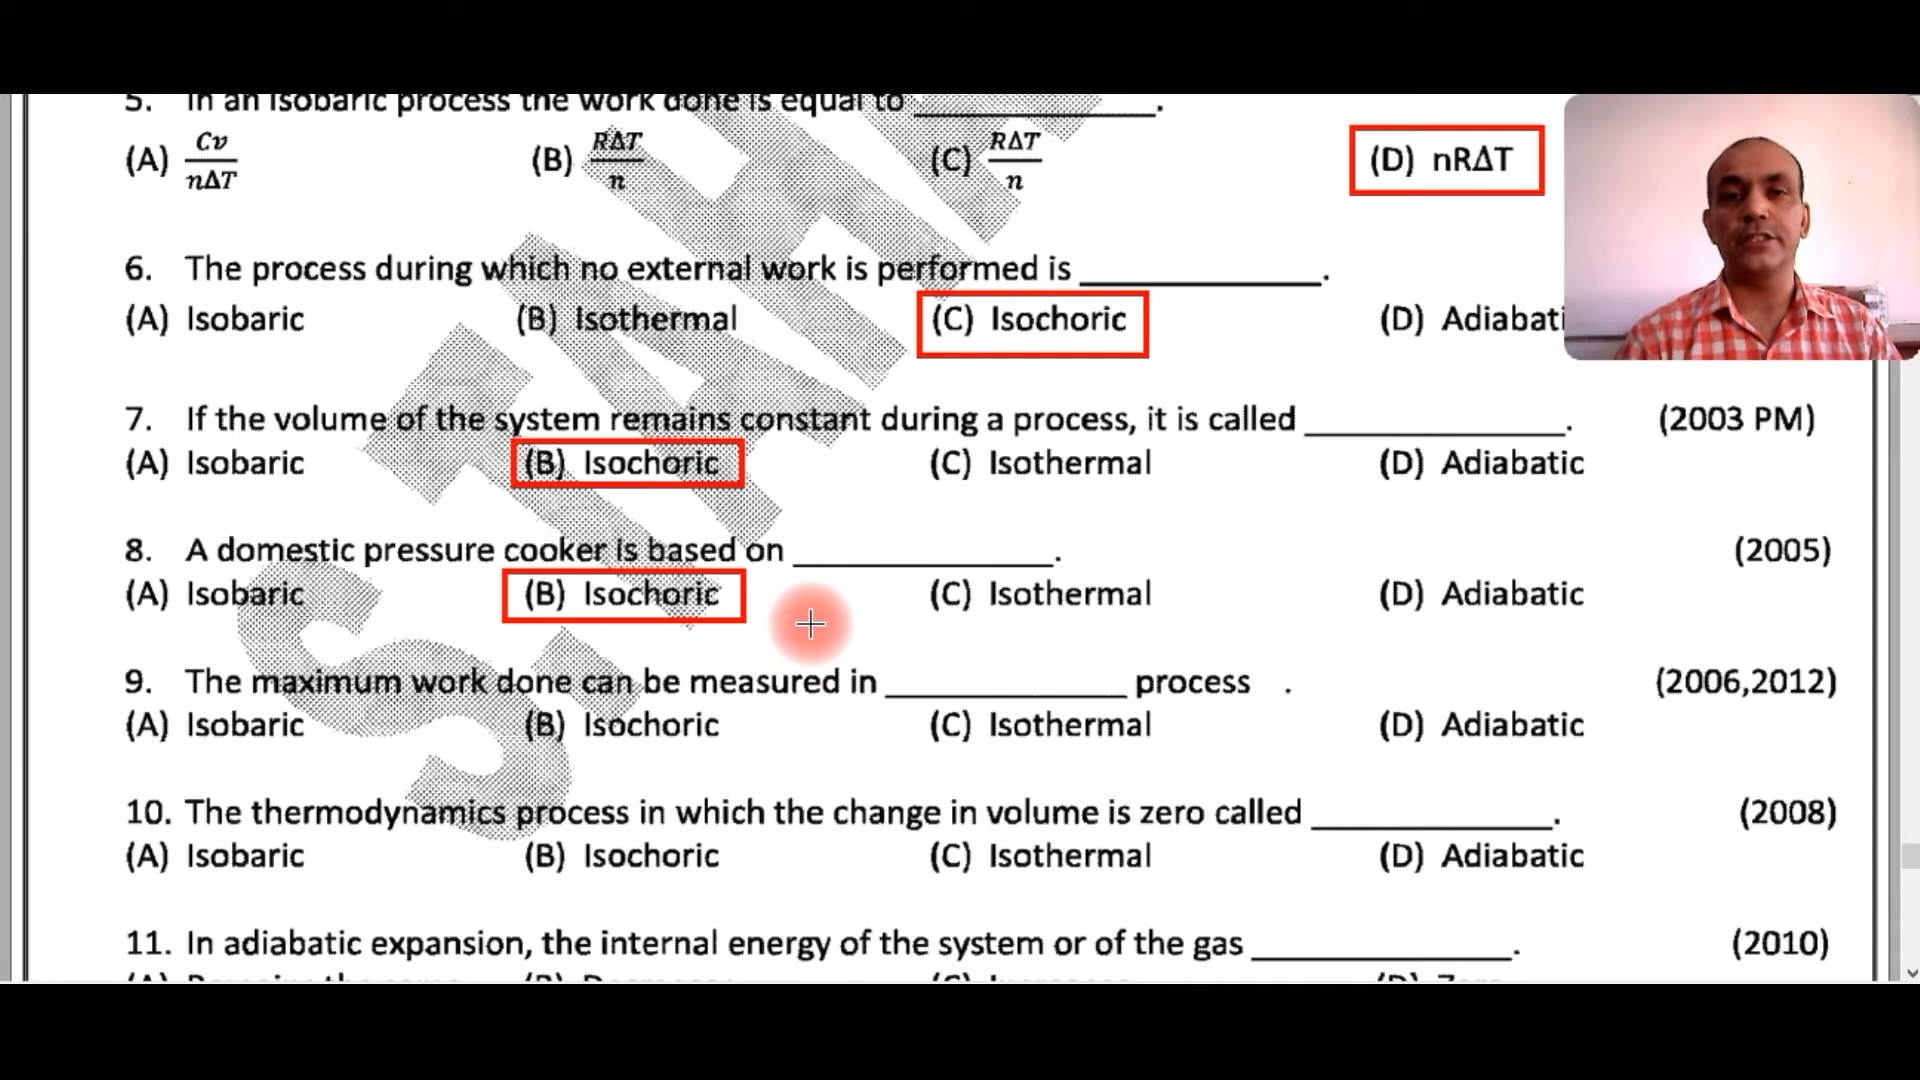 5. In an Isobaric process the work done is equal to ____________.
(A) Cv / nΔT (B) RΔT / n (C) RΔT / n (D) nRΔT
6. The process during which no external work is performed is ____________.
(A) Isobaric (B) Isothermal (C) Isochoric (D) Adiabati
7. If the volume of the system remains constant during a process, it is called _____________. (2003 PM)
(A) Isobaric (B) Isochoric (C) Isothermal (D) Adiabatic
8. A domestic pressure cooker is based on _____________. (2005)
(A) Isobaric (B) Isochoric (C) Isothermal (D) Adiabatic
9. The maximum work done can be measured in ____________ process . (2006,2012)
(A) Isobaric (B) Isochoric (C) Isothermal (D) Adiabatic
10. The thermodynamics process in which the change in volume is zero called ____________. (2008)
(A) Isobaric (B) Isochoric (C) Isothermal (D) Adiabatic
11. In adiabatic expansion, the internal energy of the system or of the gas _____________. (2010)